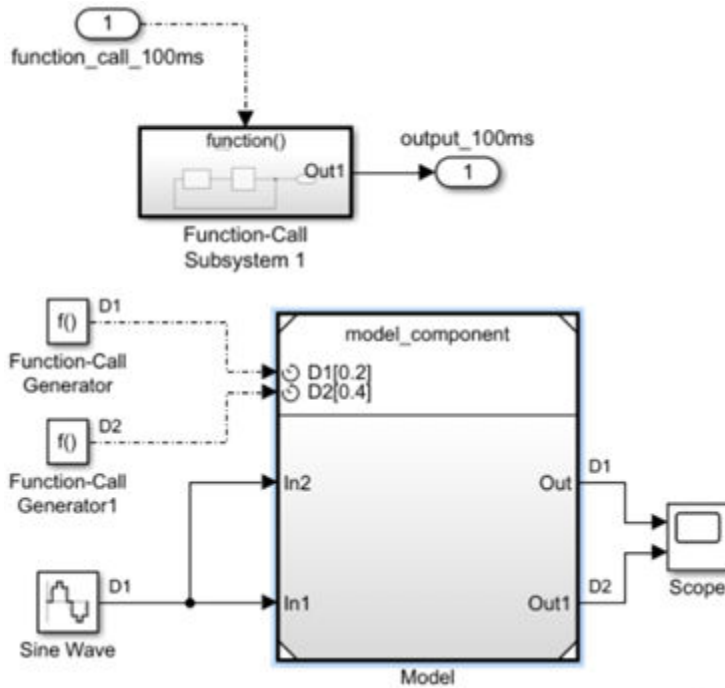 1
function_call_100ms
function()
Out1
output_100ms
1
Function-Call
Subsystem 1
f()
D1
Function-Call
Generator
f()
D2
Function-Call
Generator1
model_component
D1[0.2]
D2[0.4]
In2
Out
D1
In1
Out1
D2
D1
Sine Wave
Scope
Model